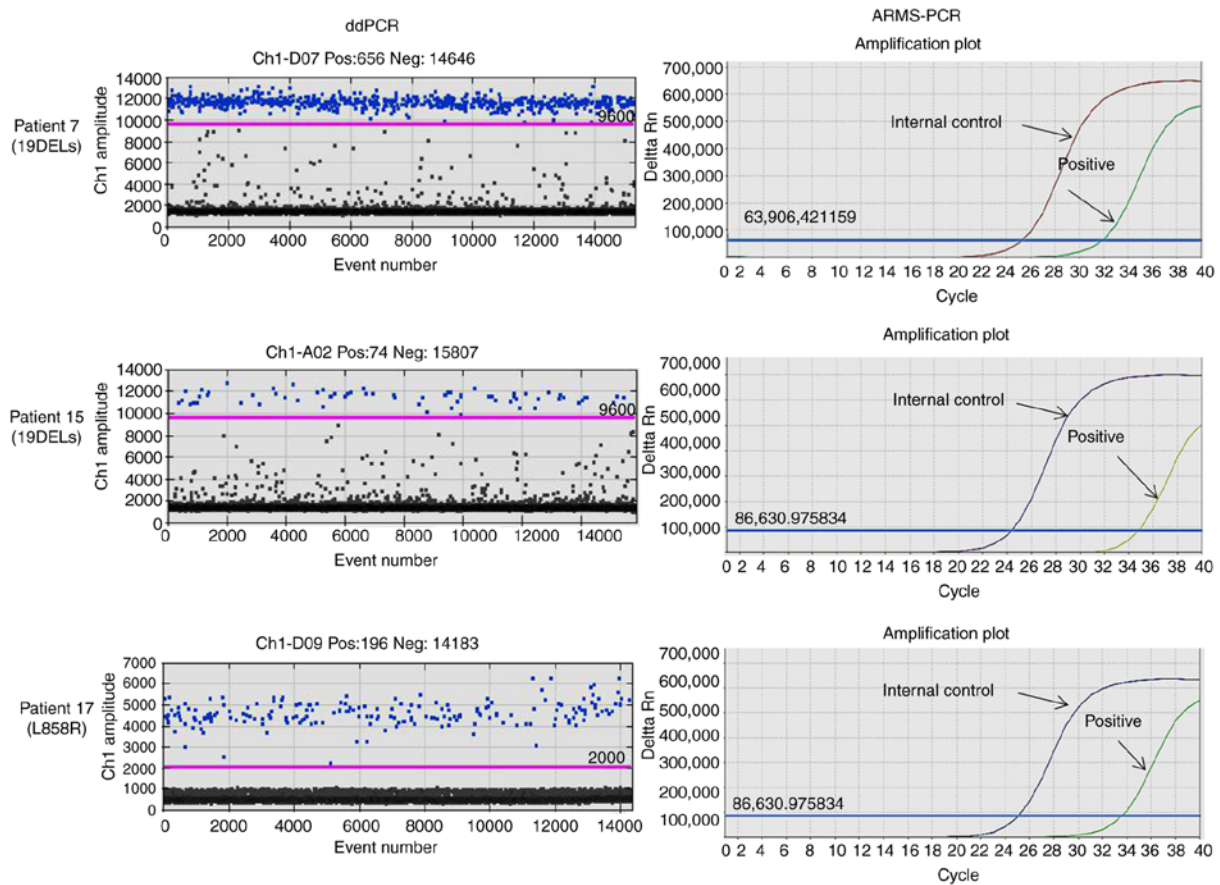 ddPCR
ARMS-PCR
Patient 7
(19DELs)
Ch1-D07 Pos:656 Neg: 14646
Ch1 amplitude
14000
12000
10000
8000
6000
4000
2000
0
9600
0 2000 4000 6000 8000 10000 12000 14000
Event number
Amplification plot
Deltta Rn
700,000
600,000
500,000
400,000
300,000
200,000
100,000
Internal control
Positive
63,906,421159
0 2 4 6 8 10 12 14 16 18 20 22 24 26 28 30 32 34 36 38 40
Cycle
Patient 15
(19DELs)
Ch1-A02 Pos:74 Neg: 15807
Ch1 amplitude
14000
12000
10000
8000
6000
4000
2000
0
9600
2000 4000 6000 8000 10000 12000 14000
Event number
Amplification plot
Deltta Rn
700,000
600,000
500,000
400,000
300,000
200,000
100,000
Internal control
Positive
86,630.975834
0 2 4 6 8 10 12 14 16 18 20 22 24 26 28 30 32 34 36 38 40
Cycle
Patient 17
(L858R)
Ch1-D09 Pos:196 Neg: 14183
Ch1 amplitude
7000
6000
5000
4000
3000
2000
1000
0
2000
0 2000 4000 6000 8000 10000 12000 14000
Event number
Amplification plot
Deltta Rn
700,000
600,000
500,000
400,000
300,000
200,000
100,000
Internal control
Positive
86,630.975834
0 2 4 6 8 10 12 14 16 18 20 22 24 26 28 30 32 34 36 38 40
Cycle